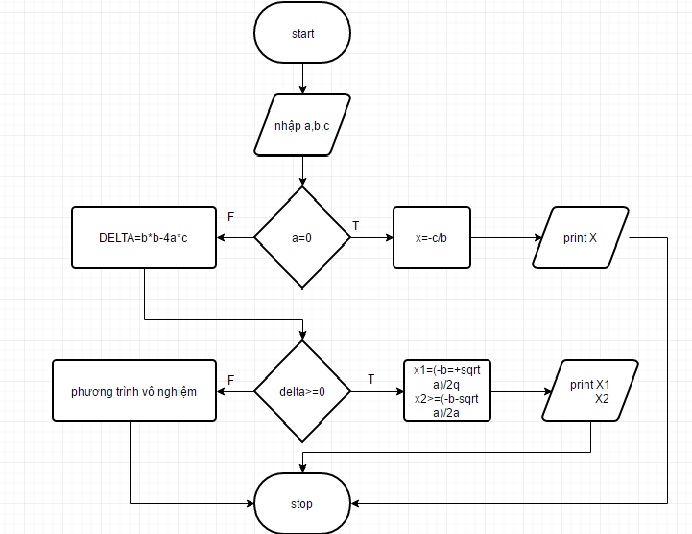 start
nhập a,b,c
a=0
F
T
DELTA=b*b-4a*c
x=-c/b
print X
delta>=0
F
T
phương trình vô nghiệm
x1=(-b=+sqrt
a)/2q
x2>=(-b-sqrt
a)/2a
print X1
X2
stop